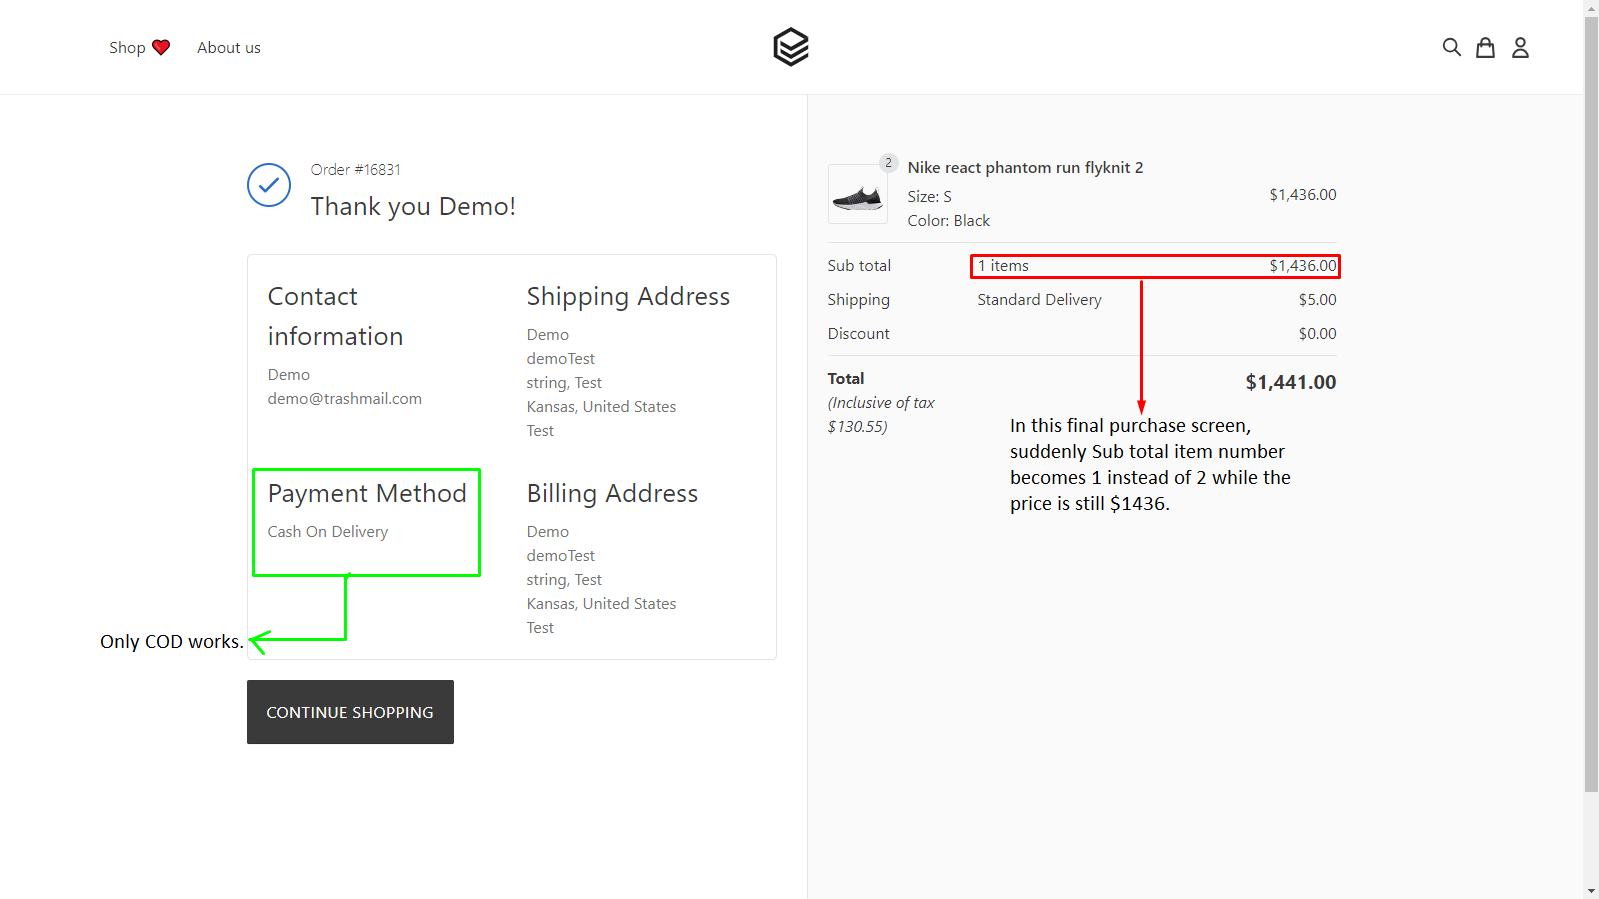 Shop ❤️
About us
Order #16831
Thank you Demo!
Contact
information
Demo
demo@trashmail.com
Shipping Address
Demo
demoTest
string, Test
Kansas, United States
Test
Payment Method
Cash On Delivery
Billing Address
Demo
demoTest
string, Test
Kansas, United States
Test
Only COD works.
CONTINUE SHOPPING
2
Nike react phantom run flyknit 2
Size: S
Color: Black
$1,436.00
Sub total 1 items $1,436.00
Shipping Standard Delivery $5.00
Discount $0.00
Total $1,441.00
(Inclusive of tax
$130.55)
In this final purchase screen,
suddenly Sub total item number
becomes 1 instead of 2 while the
price is still $1436.